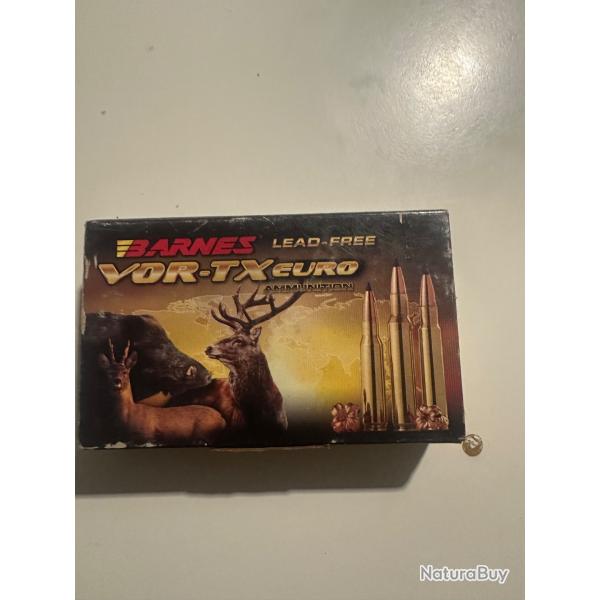 BARNES LEAD-FREE
VOR-TX EURO
AMMUNITION
NaturaBuy